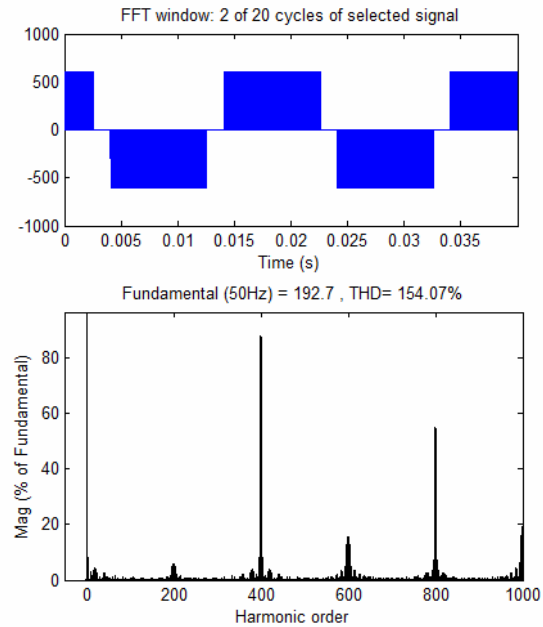 FFT window: 2 of 20 cycles of selected signal
1000
500
0
-500
-1000
0 0.005 0.01 0.015 0.02 0.025 0.03 0.035
Time (s)
Fundamental (50Hz) = 192.7 , THD= 154.07%
Mag (% of Fundamental)
80
60
40
20
0
0 200 400 600 800 1000
Harmonic order